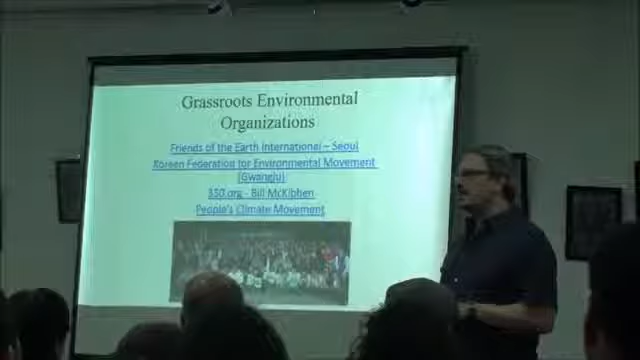 Grassroots Environmental
Organizations
Friends of the Earth International – Seoul
Korean Federation for Environmental Movement
(Gwangju)
350.org - Bill McKibben
People's Climate Movement